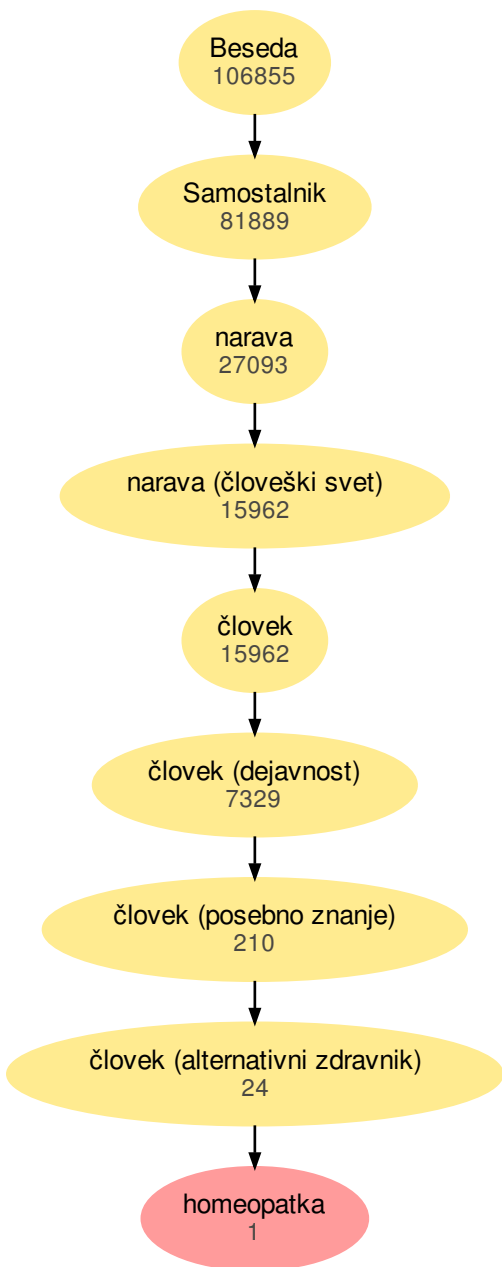 Beseda
106855
Samostalnik
81889
narava
27093
narava (človeški svet)
15962
človek
15962
človek (dejavnost)
7329
človek (posebno znanje)
210
človek (alternativni zdravnik)
24
homeopatka
1